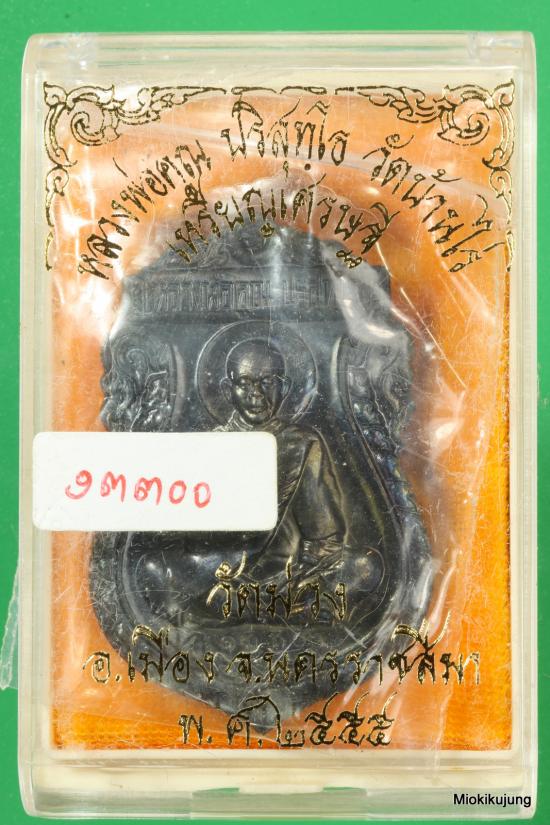 หลวงพ่อคูณ ปริสุทฺโธ วัดบ้านไร่
เหรียญเศรษฐี
๑๓๓๐๐
วัดม่วง
อ.เมือง จ.นครราชสีมา
พ.ศ.๒๕๕๕
Miokikujung